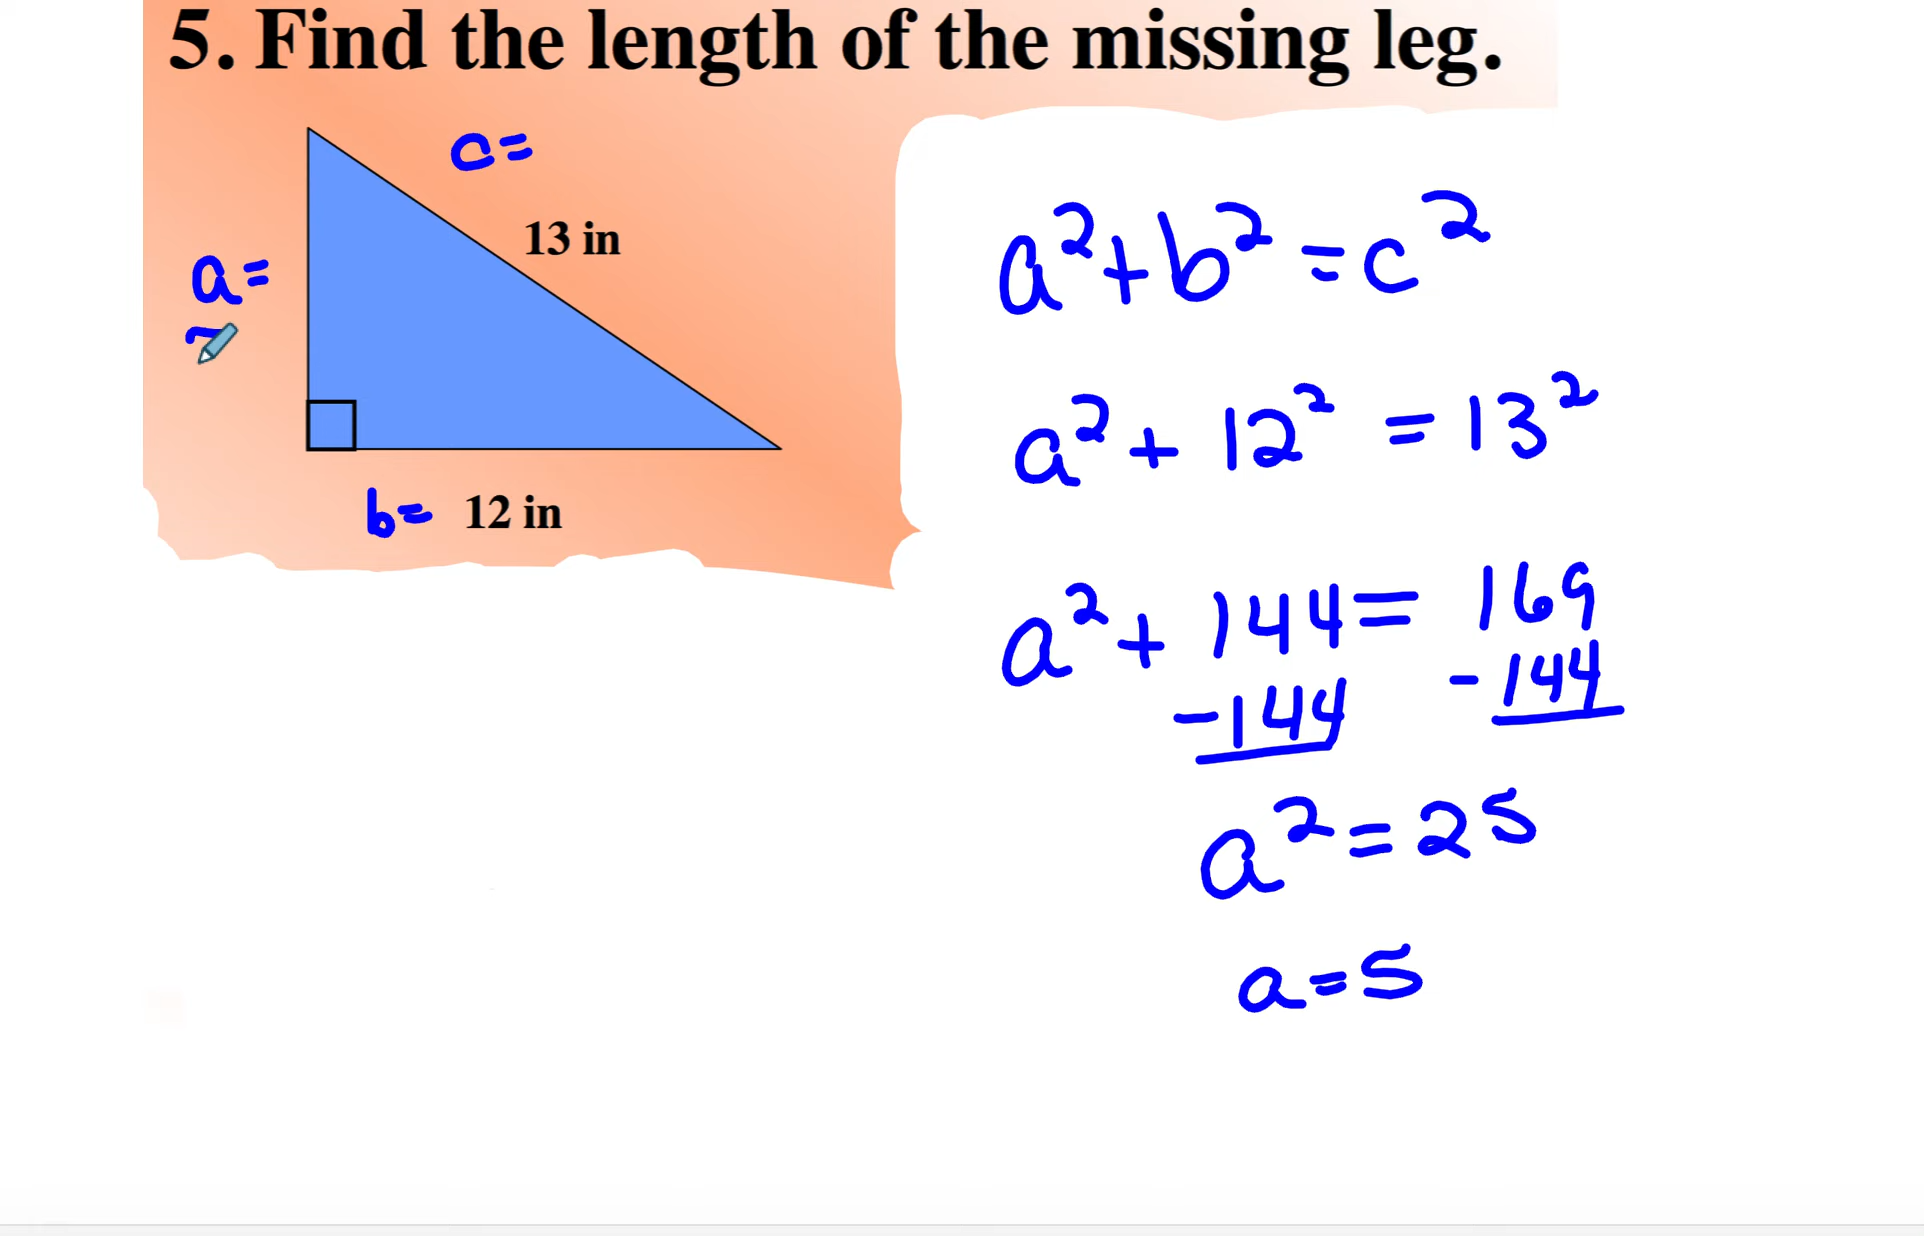 5. Find the length of the missing leg.
c=
13 in
a=
b= 12 in
a²+b²=c²
a²+12²=13²
a²+144=169
-144 -144
a²=25
a=5